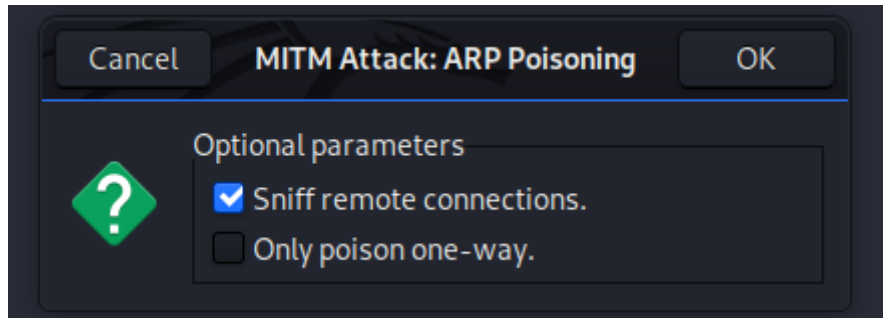 Cancel MITM Attack: ARP Poisoning OK
Optional parameters
Sniff remote connections.
Only poison one-way.